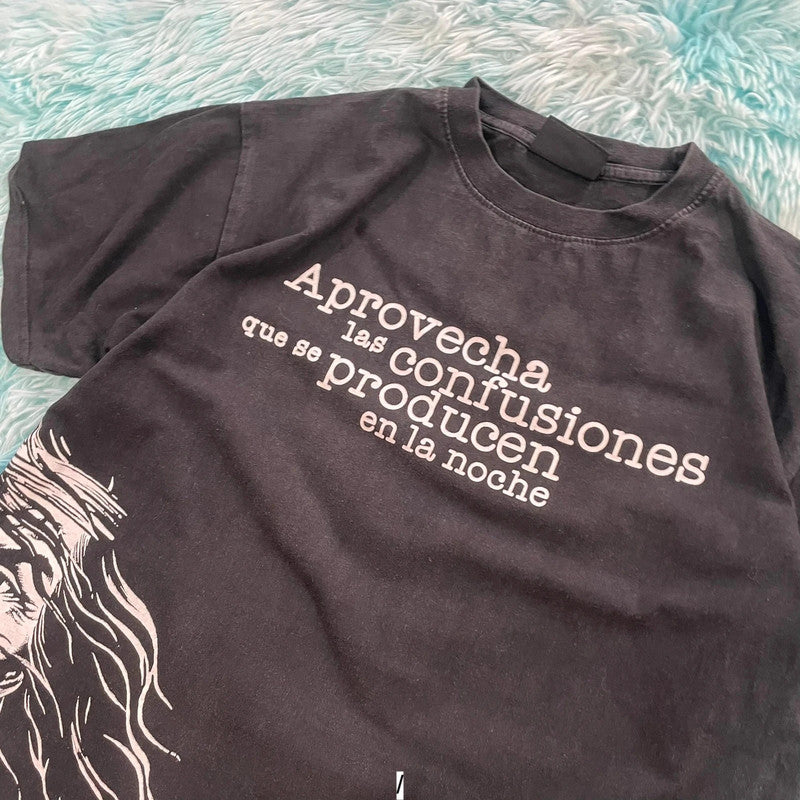 Aprovecha
las confusiones
que se producen
en la noche
/